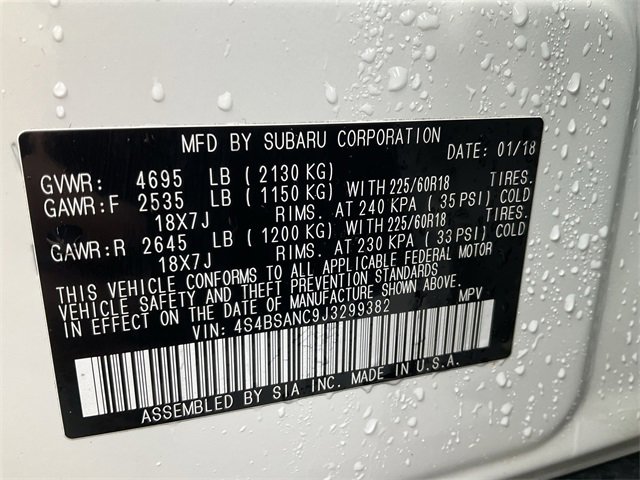 MFD BY SUBARU CORPORATION
DATE: 01/18
GVWR: 4695 LB (2130 KG)
GAWR:F 2535 LB (1150 KG) WITH 225/60R18 TIRES.
18X7J RIMS. AT 240 KPA (35 PSI) COLD
GAWR:R 2645 LB (1200 KG) WITH 225/60R18 TIRES.
18X7J RIMS. AT 230 KPA (33 PSI) COLD
THIS VEHICLE CONFORMS TO ALL APPLICABLE FEDERAL MOTOR
VEHICLE SAFETY AND THEFT PREVENTION STANDARDS
IN EFFECT ON THE DATE OF MANUFACTURE SHOWN ABOVE.
VIN: 4S4BSANC9J3299382 MPV
ASSEMBLED BY SIA INC. MADE IN U.S.A.